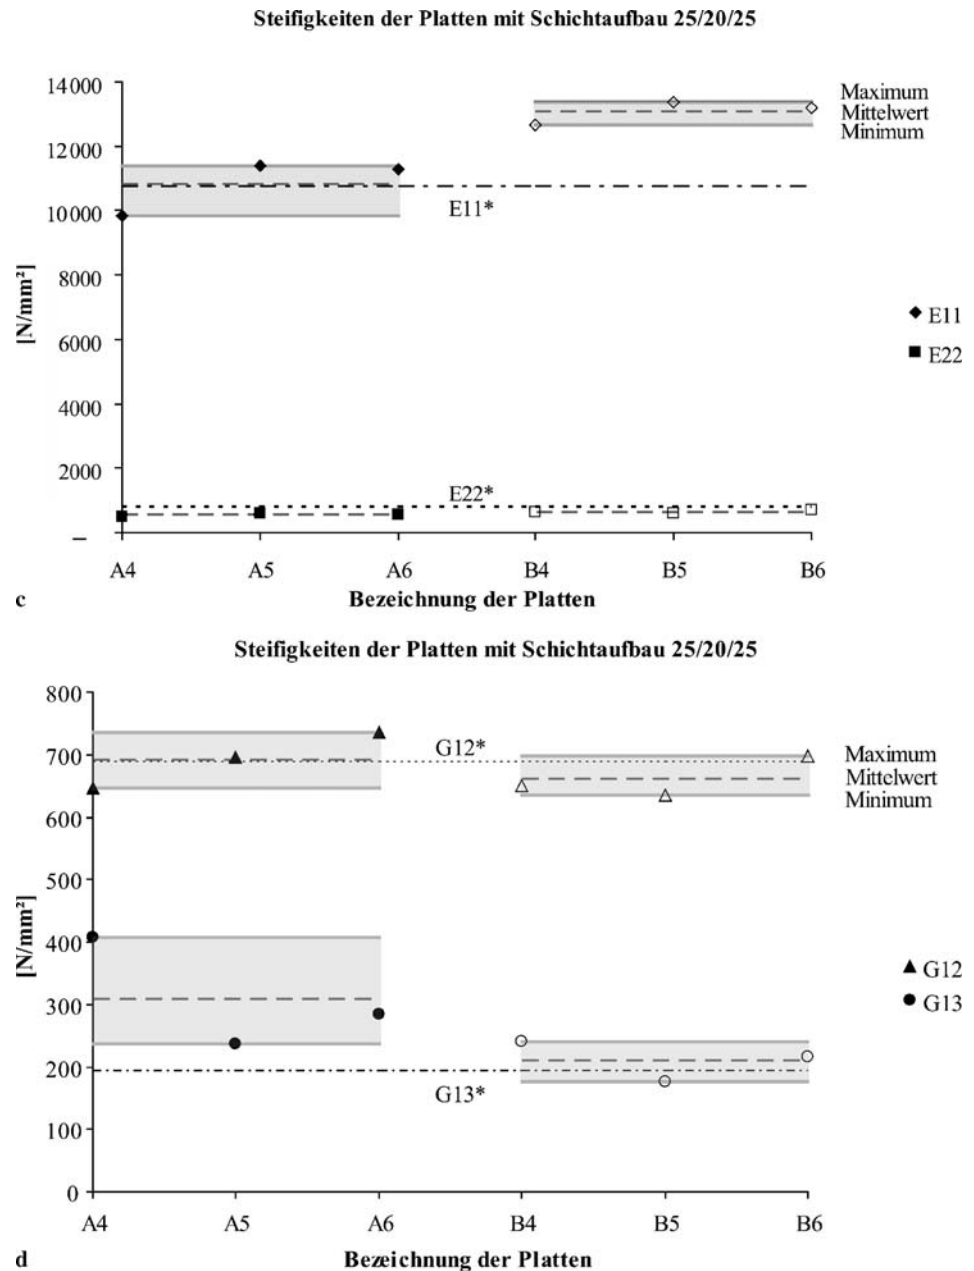 Steifigkeiten der Platten mit Schichtaufbau 25/20/25
14000
12000
10000
8000
6000
4000
2000
–
[N/mm²]
Maximum
Mittelwert
Minimum
E11*
E22*
E11
E22
A4 A5 A6 B4 B5 B6
c
Bezeichnung der Platten
Steifigkeiten der Platten mit Schichtaufbau 25/20/25
800
700
600
500
400
300
200
100
0
[N/mm²]
G12*
Maximum
Mittelwert
Minimum
G13*
G12
G13
A4 A5 A6 B4 B5 B6
d
Bezeichnung der Platten